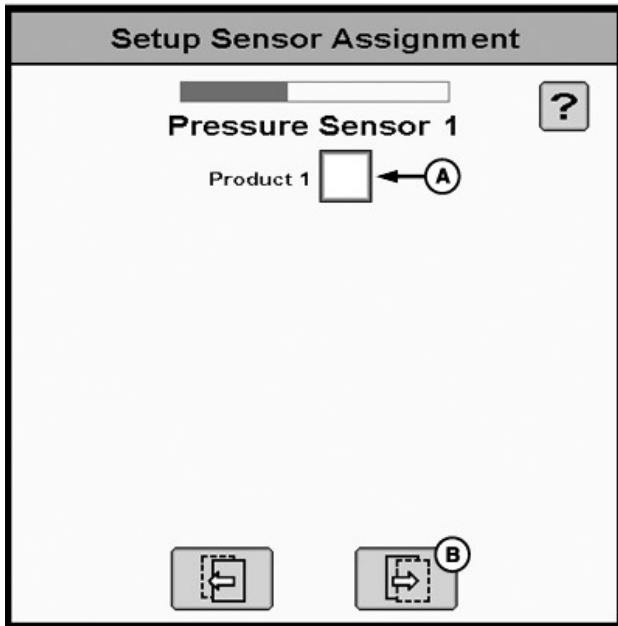 Setup Sensor Assignment
?
Pressure Sensor 1
Product 1
A
B